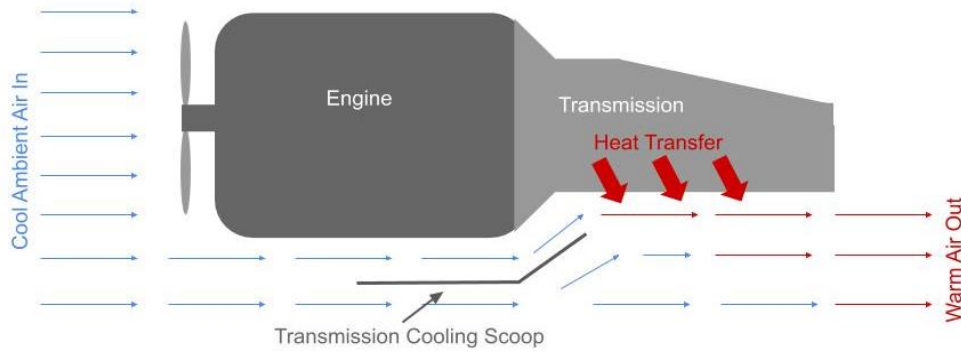 Cool Ambient Air In
Engine
Transmission
Heat Transfer
Warm Air Out
Transmission Cooling Scoop